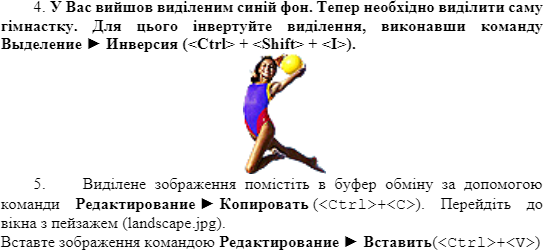 4. У Вас вийшов виділеним синій фон. Тепер необхідно виділити саму
гімнастку. Для цього інвертуйте виділення, виконавши команду
Выделение ► Инверсия (<Ctrl> + <Shift> + <I>).
5. Виділене зображення помістіть в буфер обміну за допомогою
команди Редактирование ► Копировать (<Ctrl>+<C>). Перейдіть до
вікна з пейзажем (landscape.jpg).
Вставте зображення командою Редактирование ► Вставить(<Ctrl>+<V>)